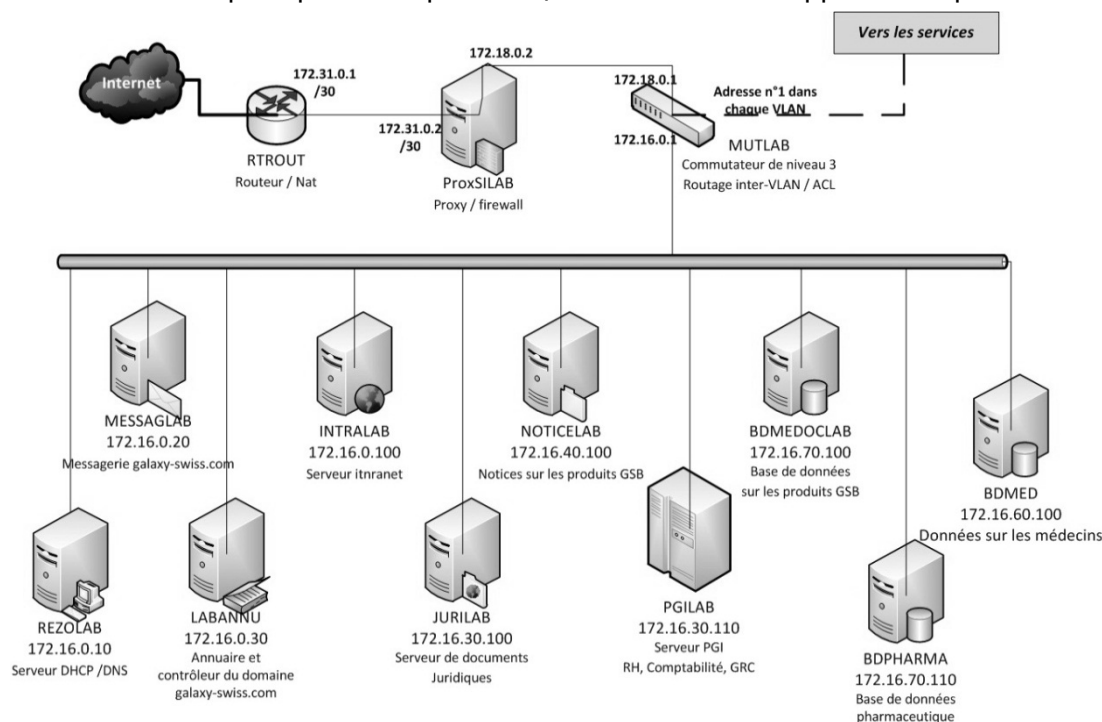 Vers les services
172.18.0.2
172.31.0.1
/30
172.18.0.1
Adresse n°1 dans
chaque VLAN
Internet
172.31.0.2
/30
172.16.0.1
RTROUT
Routeur / Nat
ProxSILAB
Proxy / firewall
MUTLAB
Commutateur de niveau 3
Routage inter-VLAN / ACL
MESSAGLAB
172.16.0.20
Messagerie galaxy-swiss.com
INTRALAB
172.16.0.100
Serveur itnranet
NOTICELAB
172.16.40.100
Notices sur les produits GSB
BDMEDOCLAB
172.16.70.100
Base de données
sur les produits GSB
BDMED
172.16.60.100
Données sur les médecins
REZOLAB
172.16.0.10
Serveur DHCP /DNS
LABANNU
172.16.0.30
Annuaire et
contrôleur du domaine
galaxy-swiss.com
JURILAB
172.16.30.100
Serveur de documents
Juridiques
PGILAB
172.16.30.110
Serveur PGI
RH, Comptabilité, GRC
BDPHARMA
172.16.70.110
Base de données
pharmaceutique